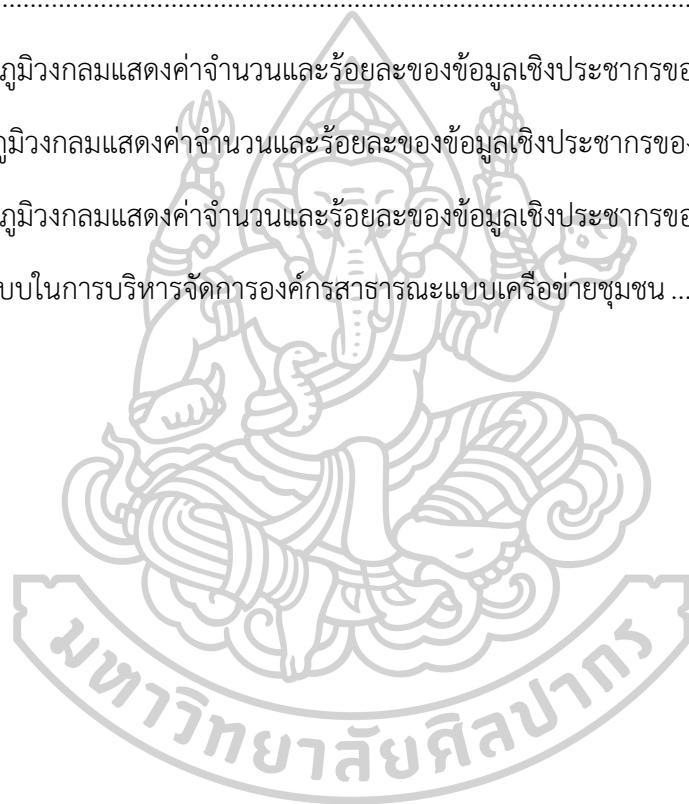 ................................................................................
ภูมิวงกลมแสดงค่าจำนวนและร้อยละของข้อมูลเชิงประชากรขอ
ภูมิวงกลมแสดงค่าจำนวนและร้อยละของข้อมูลเชิงประชากรของ
ภูมิวงกลมแสดงค่าจำนวนและร้อยละของข้อมูลเชิงประชากรขอ
บบในการบริหารจัดการองค์กรสาธารณะแบบเครือข่ายชุมชน ...
มหาวิทยาลัยศิลปากร